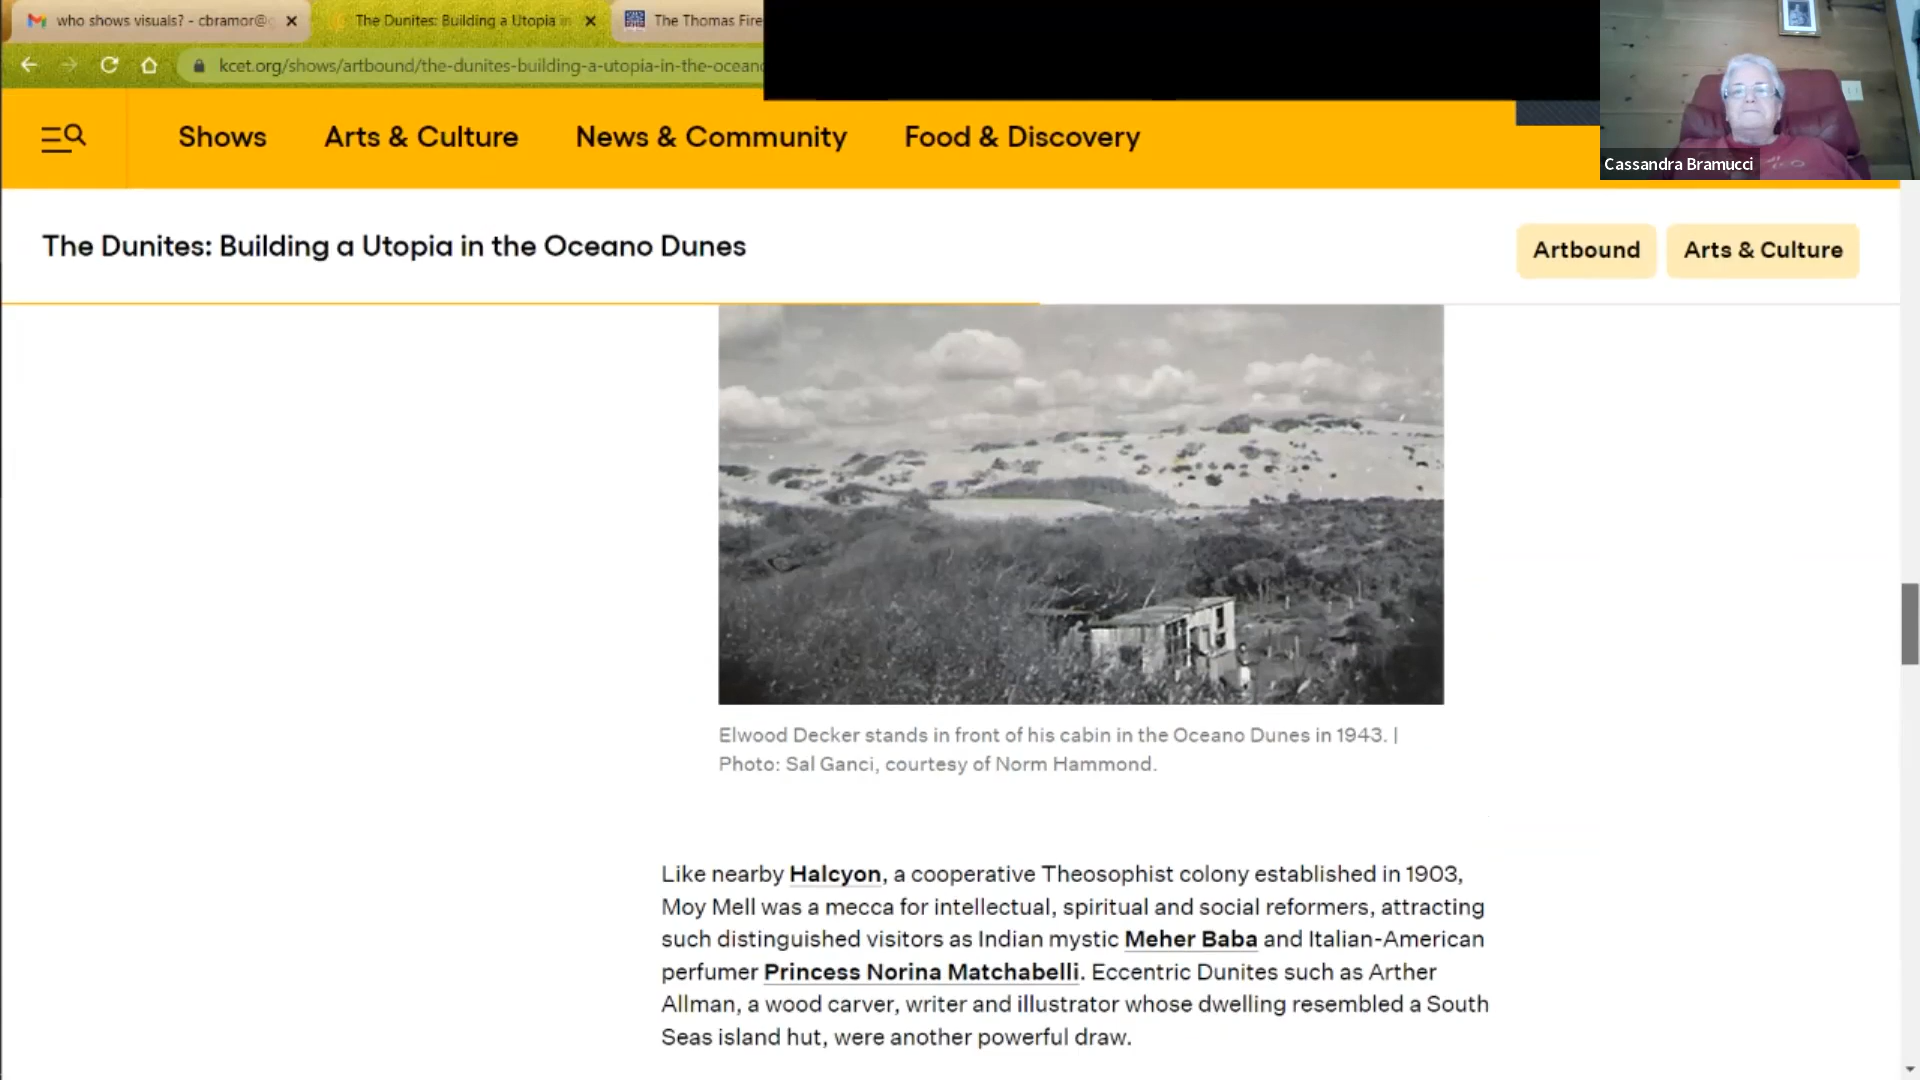 who shows visuals? - cbramor@
The Dunites: Building a Utopia in
The Thomas Fire
kcet.org/shows/artbound/the-dunites-building-a-utopia-in-the-ocean
Shows
Arts & Culture
News & Community
Food & Discovery
Cassandra Bramucci
The Dunites: Building a Utopia in the Oceano Dunes
Artbound
Arts & Culture
Elwood Decker stands in front of his cabin in the Oceano Dunes in 1943. |
Photo: Sal Ganci, courtesy of Norm Hammond.
Like nearby Halcyon, a cooperative Theosophist colony established in 1903,
Moy Mell was a mecca for intellectual, spiritual and social reformers, attracting
such distinguished visitors as Indian mystic Meher Baba and Italian-American
perfumer Princess Norina Matchabelli. Eccentric Dunites such as Arther
Allman, a wood carver, writer and illustrator whose dwelling resembled a South
Seas island hut, were another powerful draw.